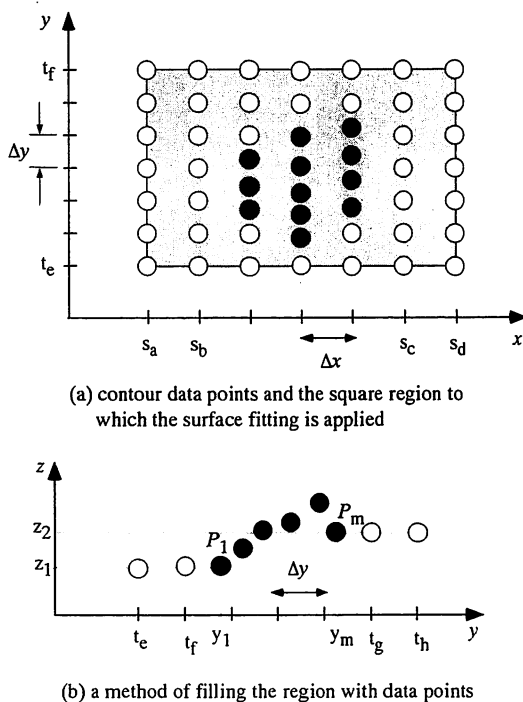 y
t_f
Δy
t_e
s_a s_b Δx s_c s_d x
(a) contour data points and the square region to
which the surface fitting is applied
z
z_2 P_m
P_1
z_1 Δy
t_e t_f y_1 y_m t_g t_h y
(b) a method of filling the region with data points